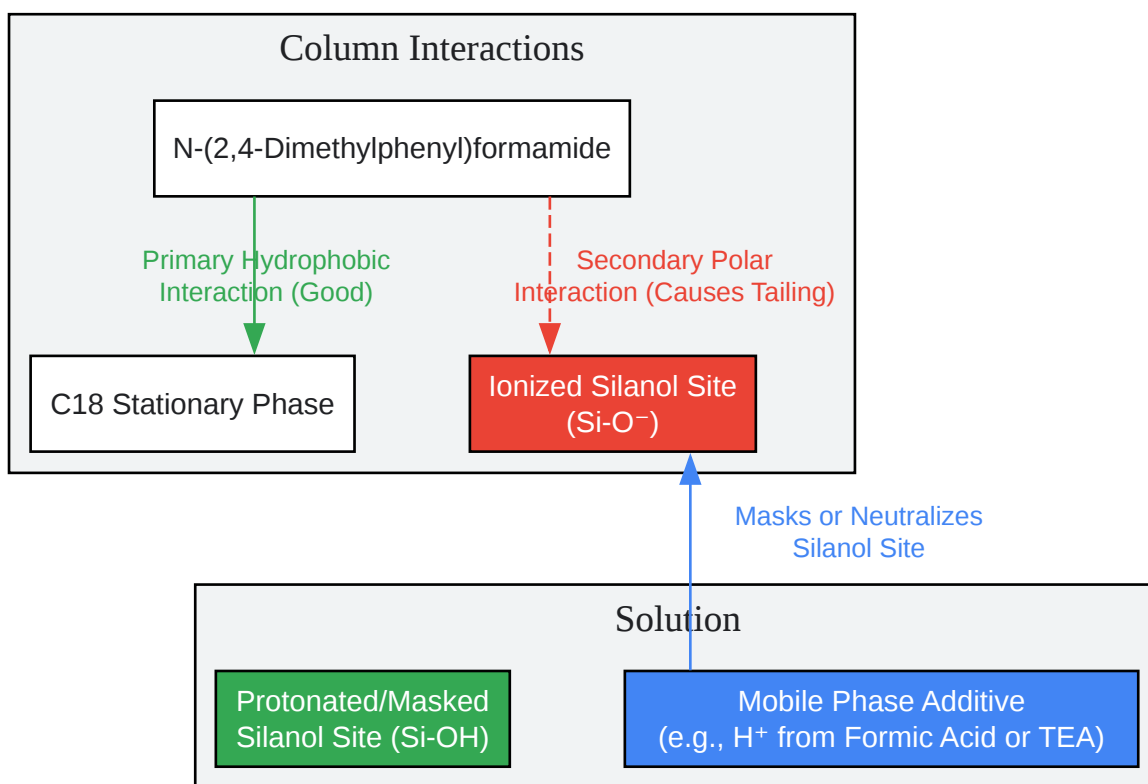 Column Interactions
N-(2,4-Dimethylphenyl)formamide
Primary Hydrophobic
Interaction (Good)
Secondary Polar
Interaction (Causes Tailing)
C18 Stationary Phase
Ionized Silanol Site
(Si-O⁻)
Masks or Neutralizes
Silanol Site
Solution
Protonated/Masked
Silanol Site (Si-OH)
Mobile Phase Additive
(e.g., H⁺ from Formic Acid or TEA)